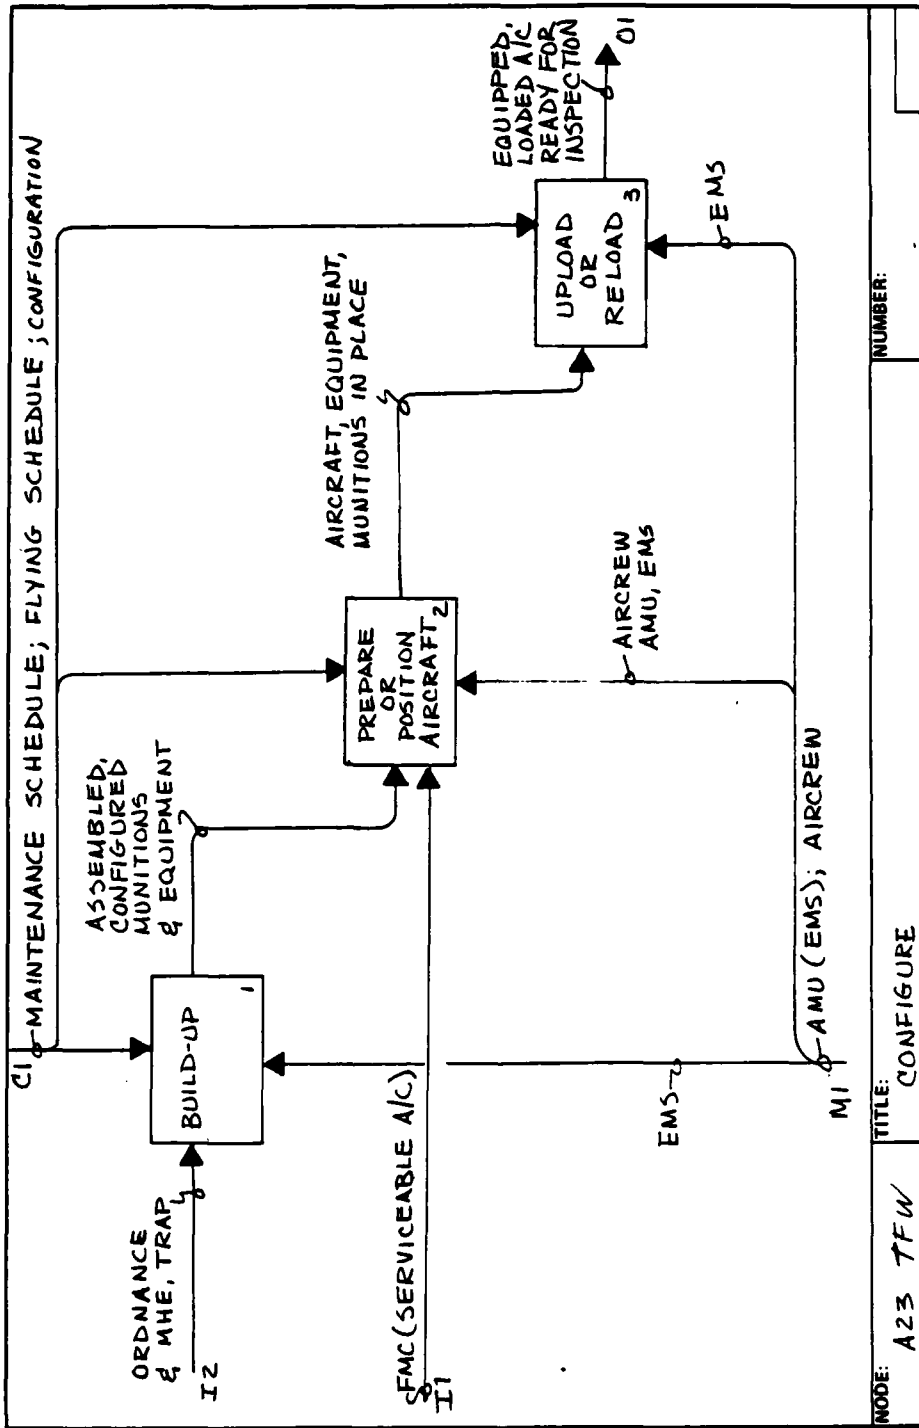 C1
MAINTENANCE SCHEDULE; FLYING SCHEDULE; CONFIGURATION
ORDNANCE
& MHE, TRAP
I2
BUILD-UP
1
ASSEMBLED,
CONFIGURED
MUNITIONS
& EQUIPMENT
FMC (SERVICEABLE A/C)
I1
PREPARE
OR
POSITION
AIRCRAFT
2
AIRCRAFT, EQUIPMENT,
MUNITIONS IN PLACE
UPLOAD
OR
RELOAD
3
EQUIPPED,
LOADED A/C
READY FOR
INSPECTION
O1
EMS
AIRCREW
AMU, EMS
EMS
AMU (EMS); AIRCREW
M1
NODE:
A23 TFW
TITLE:
CONFIGURE
NUMBER: